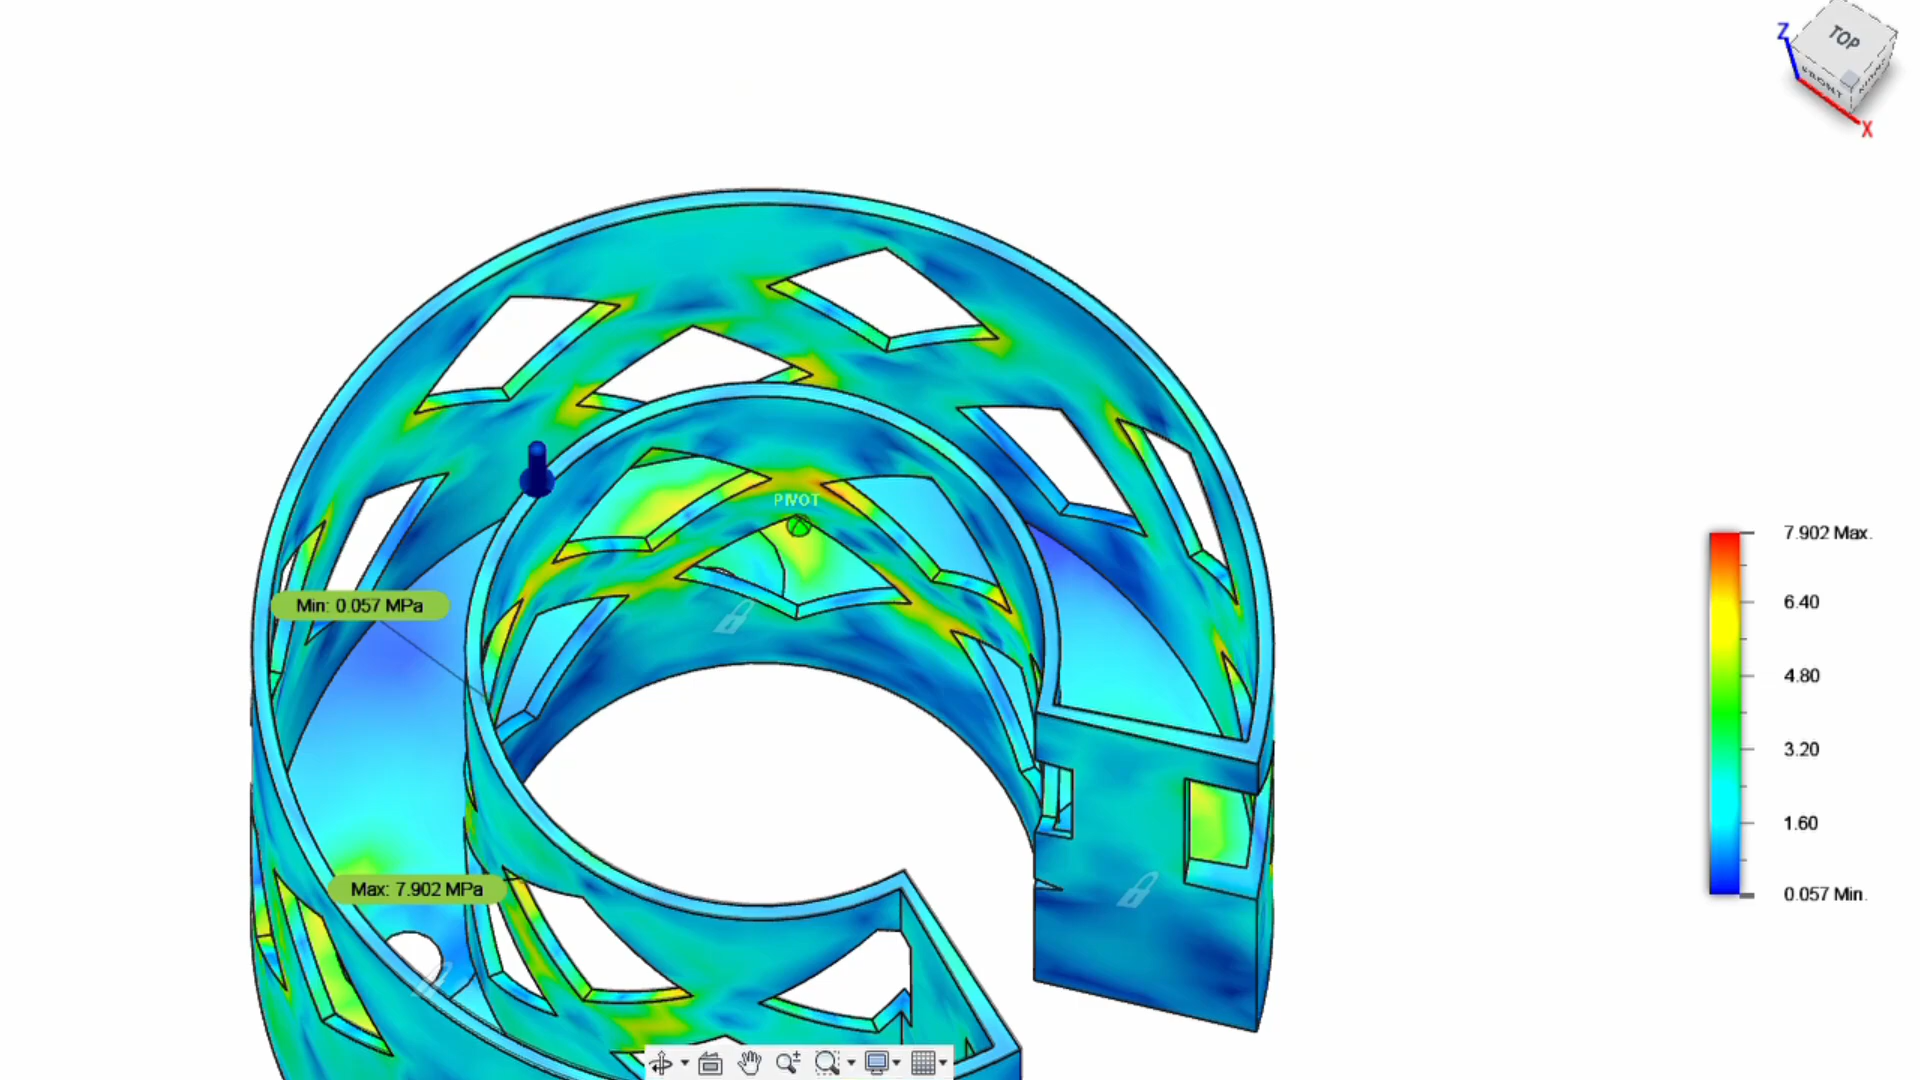 Z
TOP
FRONT
X
PIVOT
Min: 0.057 MPa
Max: 7.902 MPa
7.902 Max.
6.40
4.80
3.20
1.60
0.057 Min.